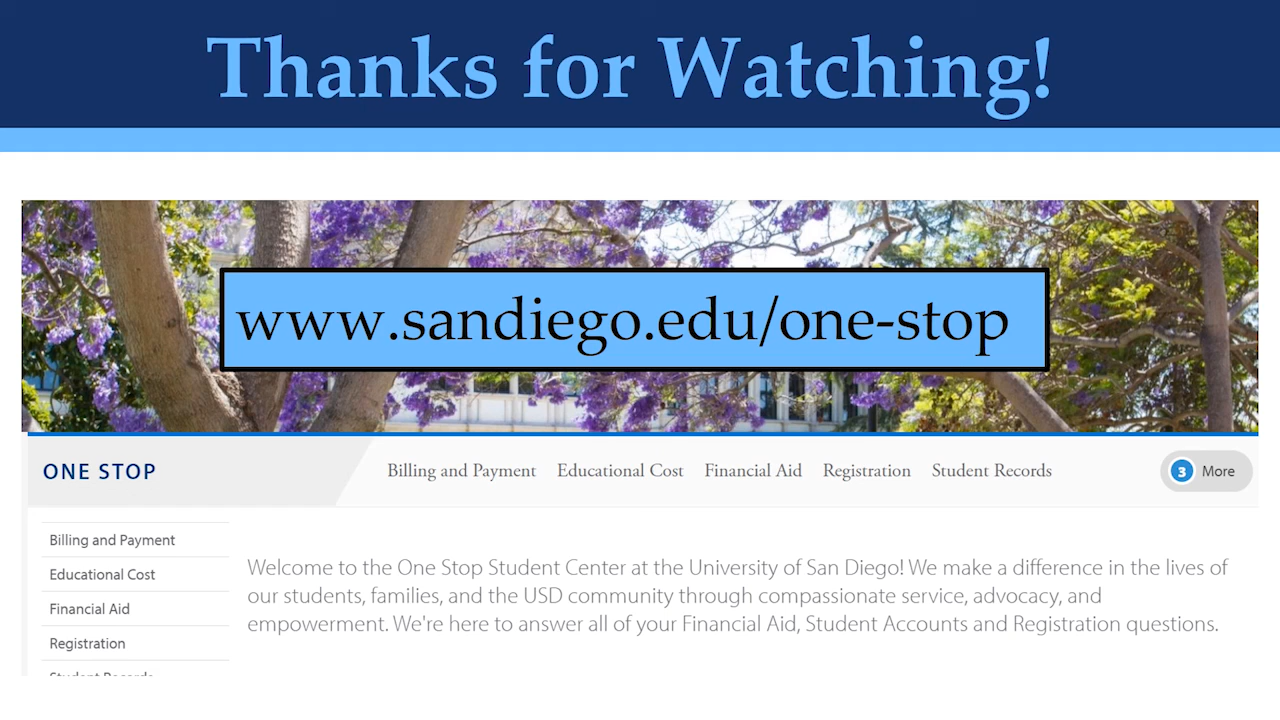 Thanks for Watching!
www.sandiego.edu/one-stop
ONE STOP
Billing and Payment Educational Cost Financial Aid Registration Student Records
3 More
Billing and Payment
Educational Cost
Financial Aid
Registration
Student Records
Welcome to the One Stop Student Center at the University of San Diego! We make a difference in the lives of
our students, families, and the USD community through compassionate service, advocacy, and
empowerment. We're here to answer all of your Financial Aid, Student Accounts and Registration questions.